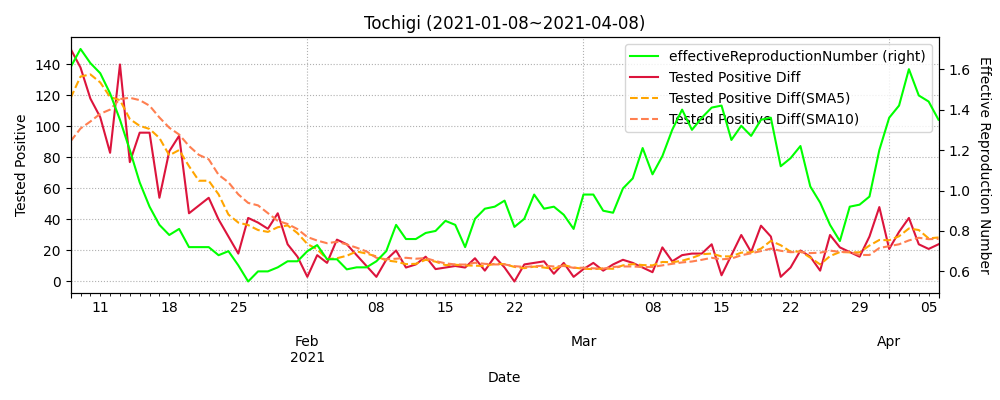 Tochigi (2021-01-08~2021-04-08)
effectiveReproductionNumber (right)
Tested Positive Diff
Tested Positive Diff(SMA5)
Tested Positive Diff(SMA10)
Tested Positive
140
120
100
80
60
40
20
0
Effective Reproduction Number
1.6
1.4
1.2
1.0
0.8
0.6
11 18 25 08 15 22 08 15 22 29 05
Feb Mar Apr
2021
Date